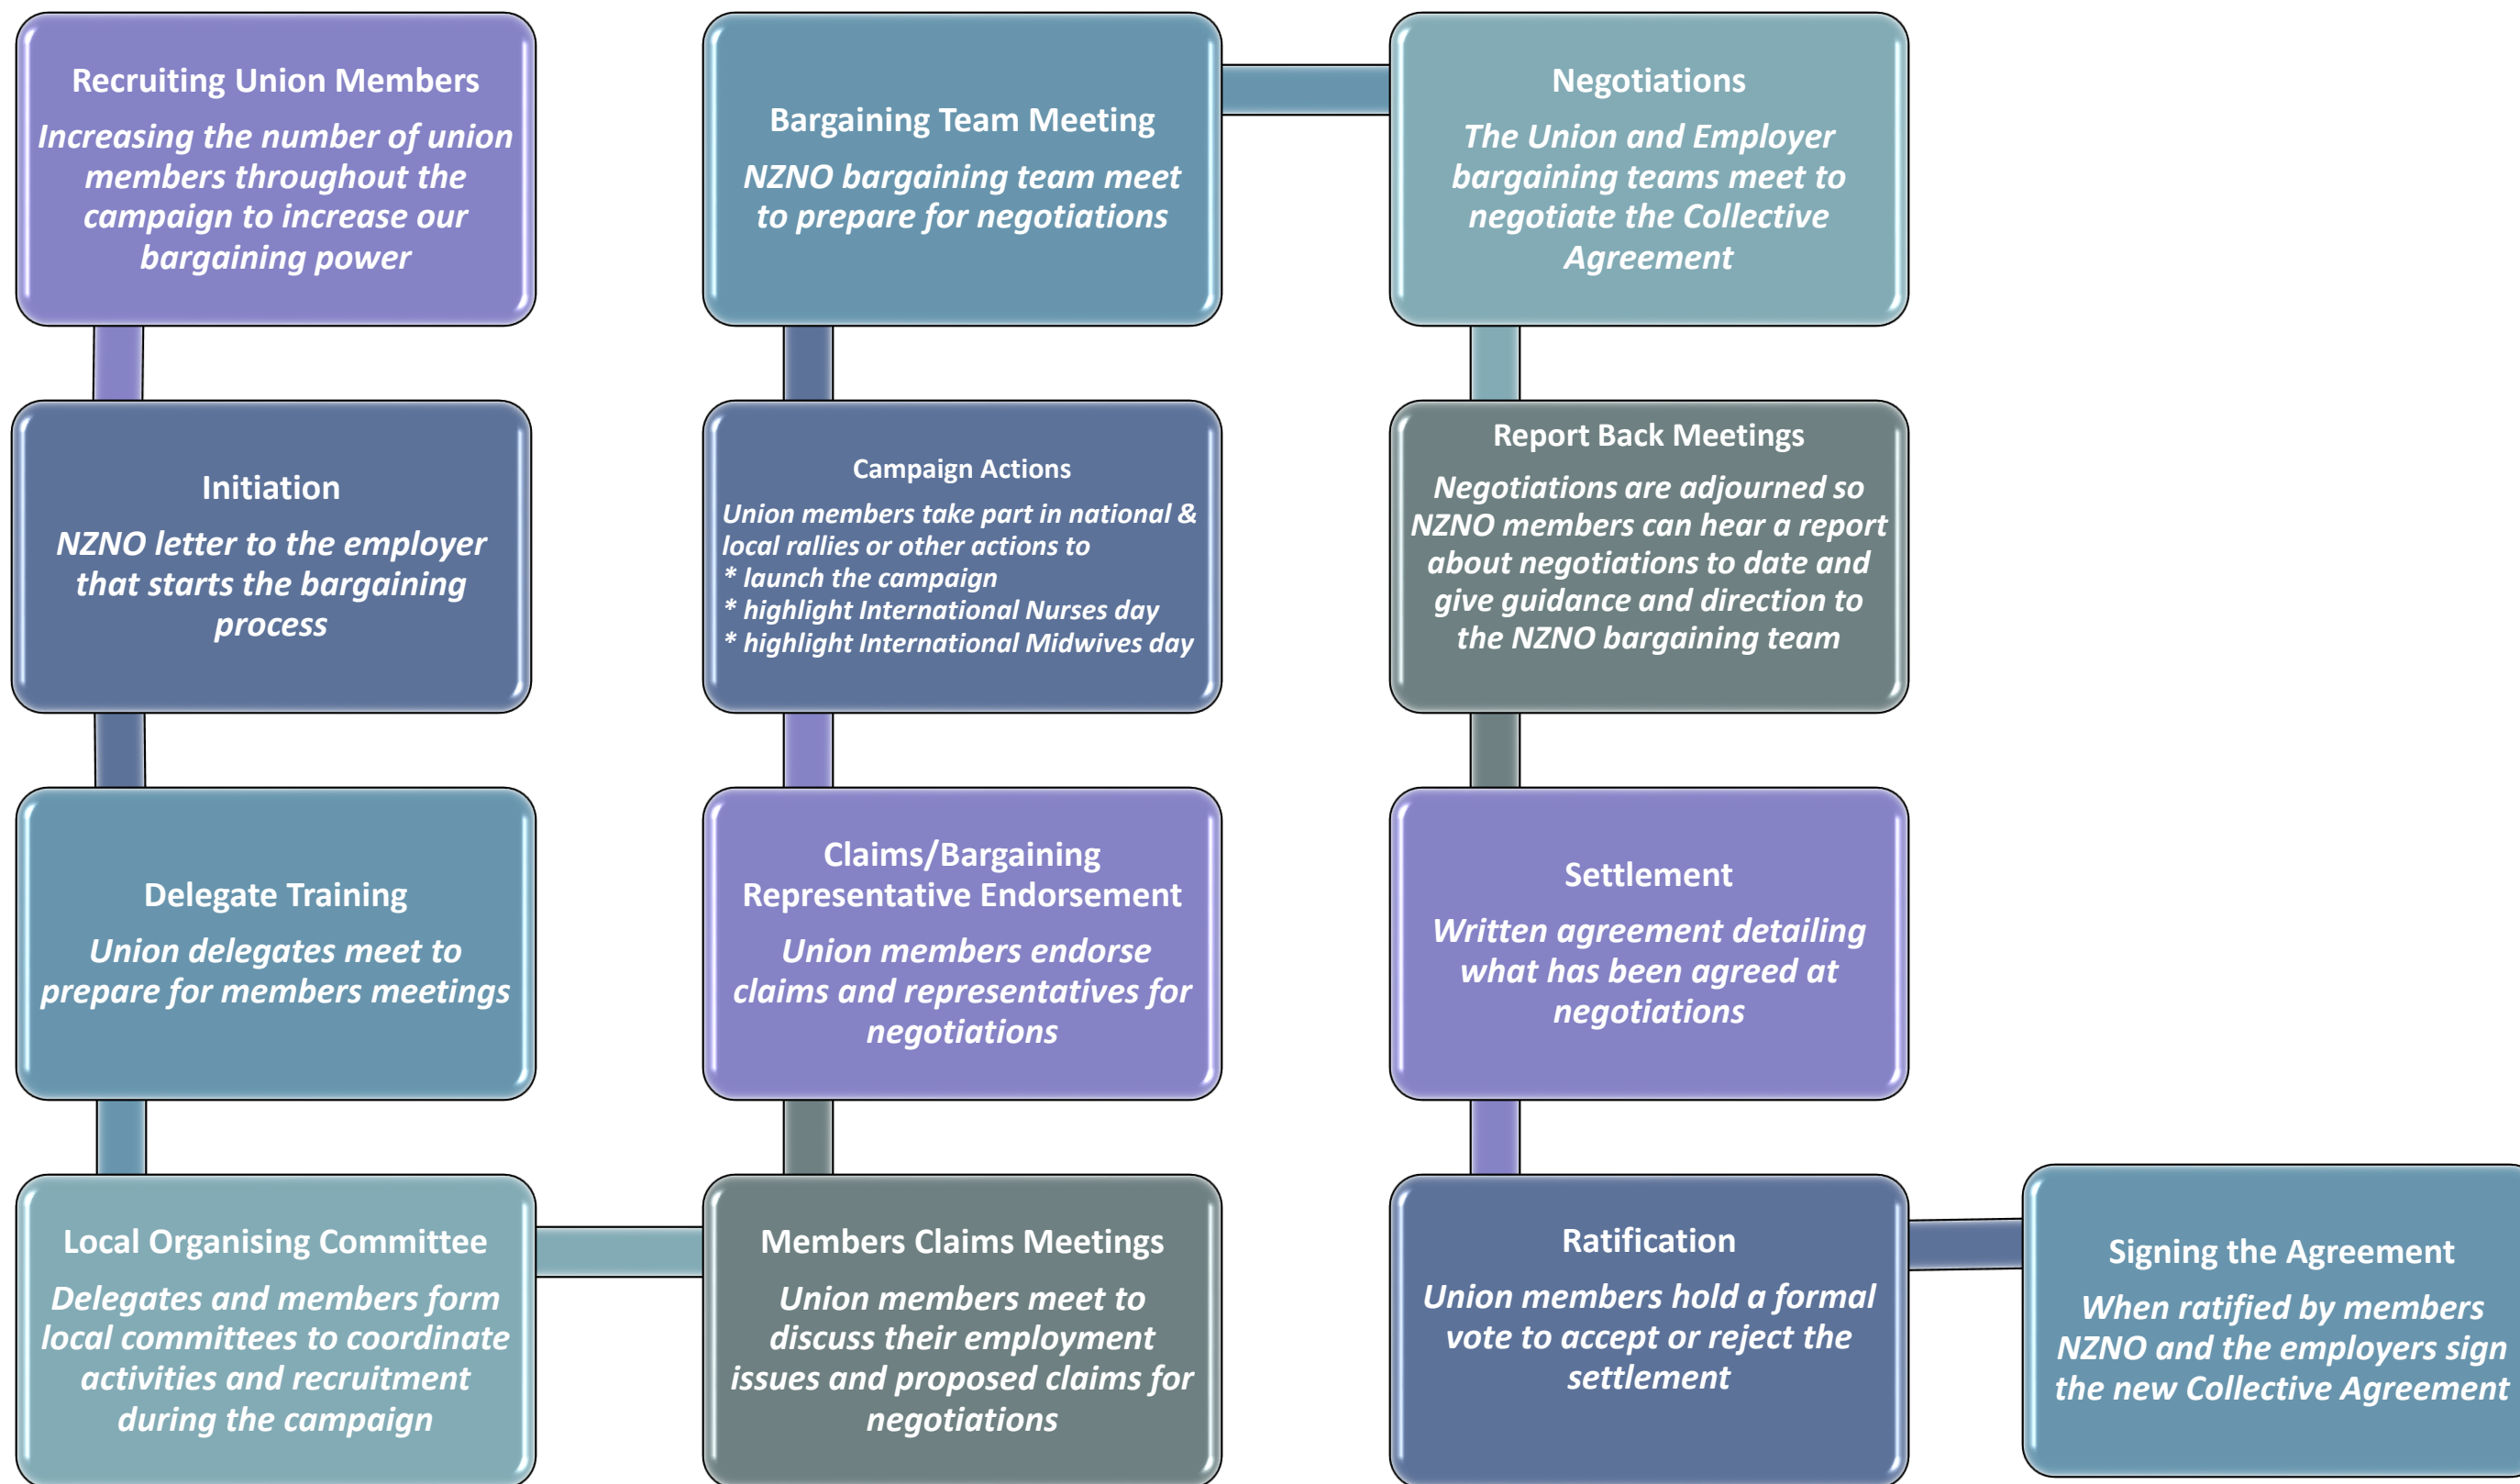 Recruiting Union Members
Increasing the number of union
members throughout the
campaign to increase our
bargaining power
Initiation
NZNO letter to the employer
that starts the bargaining
process
Delegate Training
Union delegates meet to
prepare for members meetings
Local Organising Committee
Delegates and members form
local committees to coordinate
activities and recruitment
during the campaign
Members Claims Meetings
Union members meet to
discuss their employment
issues and proposed claims for
negotiations
Claims/Bargaining
Representative Endorsement
Union members endorse
claims and representatives for
negotiations
Campaign Actions
Union members take part in national &
local rallies or other actions to
* launch the campaign
* highlight International Nurses day
* highlight International Midwives day
Bargaining Team Meeting
NZNO bargaining team meet
to prepare for negotiations
Negotiations
The Union and Employer
bargaining teams meet to
negotiate the Collective
Agreement
Report Back Meetings
Negotiations are adjourned so
NZNO members can hear a report
about negotiations to date and
give guidance and direction to
the NZNO bargaining team
Settlement
Written agreement detailing
what has been agreed at
negotiations
Ratification
Union members hold a formal
vote to accept or reject the
settlement
Signing the Agreement
When ratified by members
NZNO and the employers sign
the new Collective Agreement